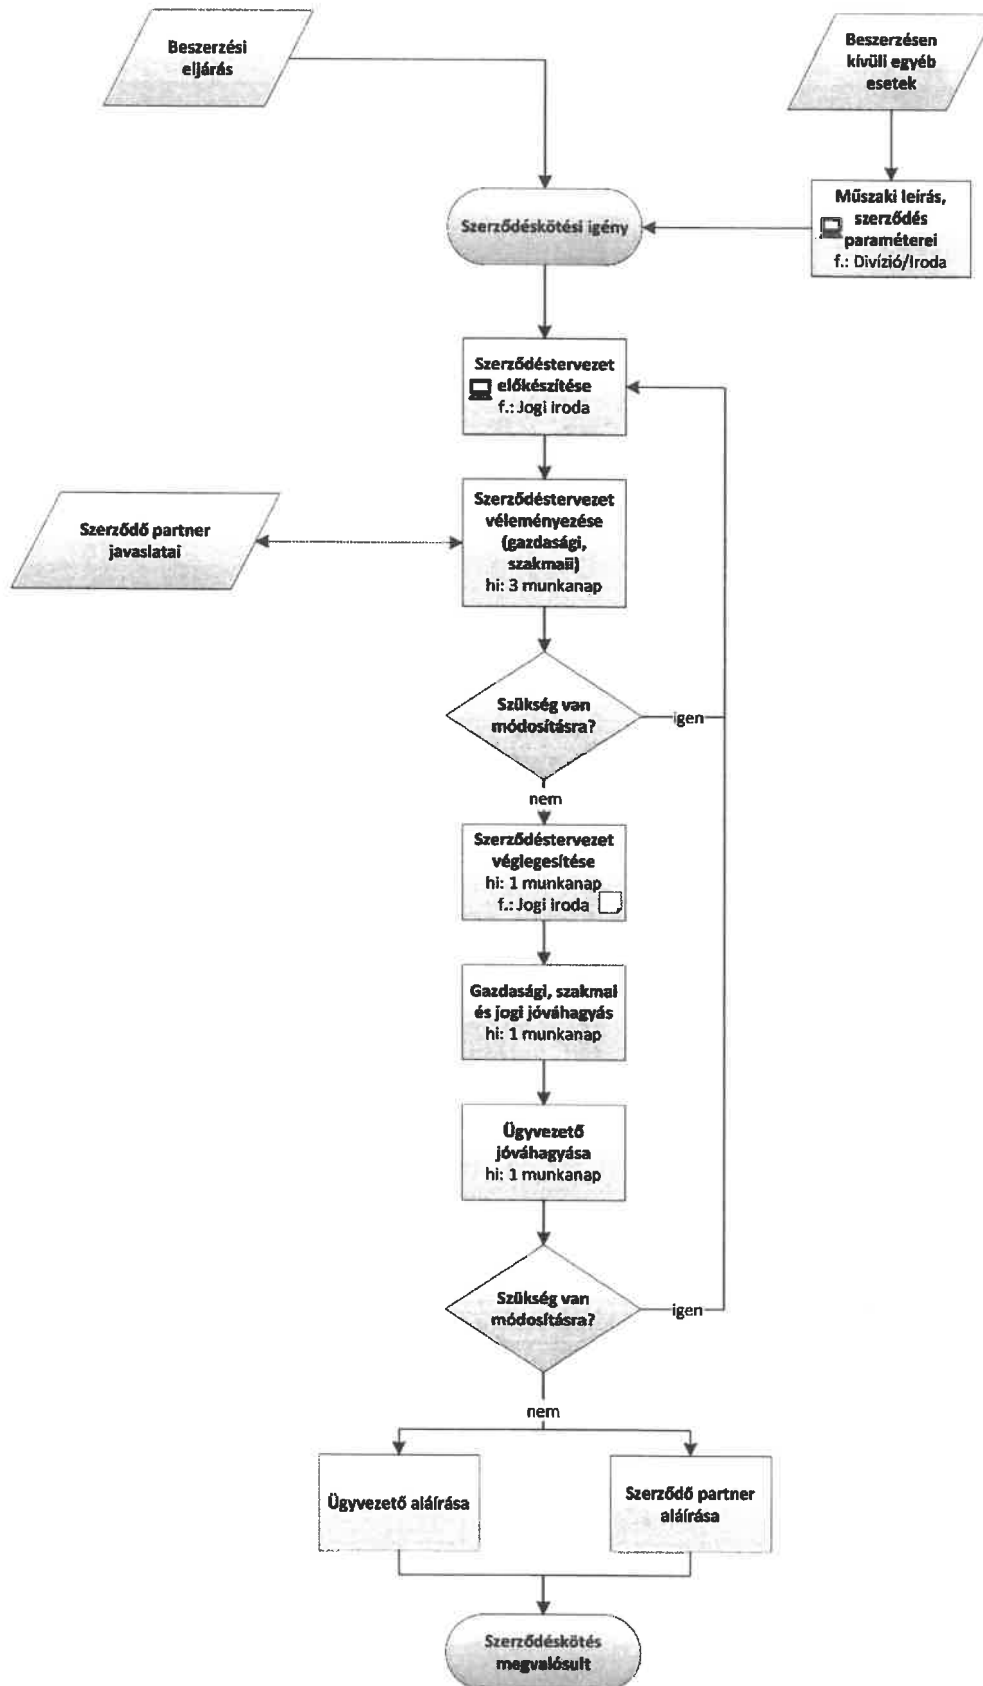 Beszerzési
eljárás
Beszerzésen
kívüli egyéb
esetek
Műszaki leírás,
szerződés
paraméterei
f.: Divízió/Iroda
Szerződéskötési igény
Szerződéstervezet
előkészítése
f.: Jogi iroda
Szerződő partner
javaslatai
Szerződéstervezet
véleményezése
(gazdasági,
szakmaii)
hi: 3 munkanap
Szükség van
módosításra?
igen
nem
Szerződéstervezet
véglegesítése
hi: 1 munkanap
f.: Jogi iroda
Gazdasági, szakmai
és jogi jóváhagyás
hi: 1 munkanap
Ügyvezető
jóváhagyása
hi: 1 munkanap
Szükség van
módosításra?
igen
nem
Ügyvezető aláírása
Szerződő partner
aláírása
Szerződéskötés
megvalósult